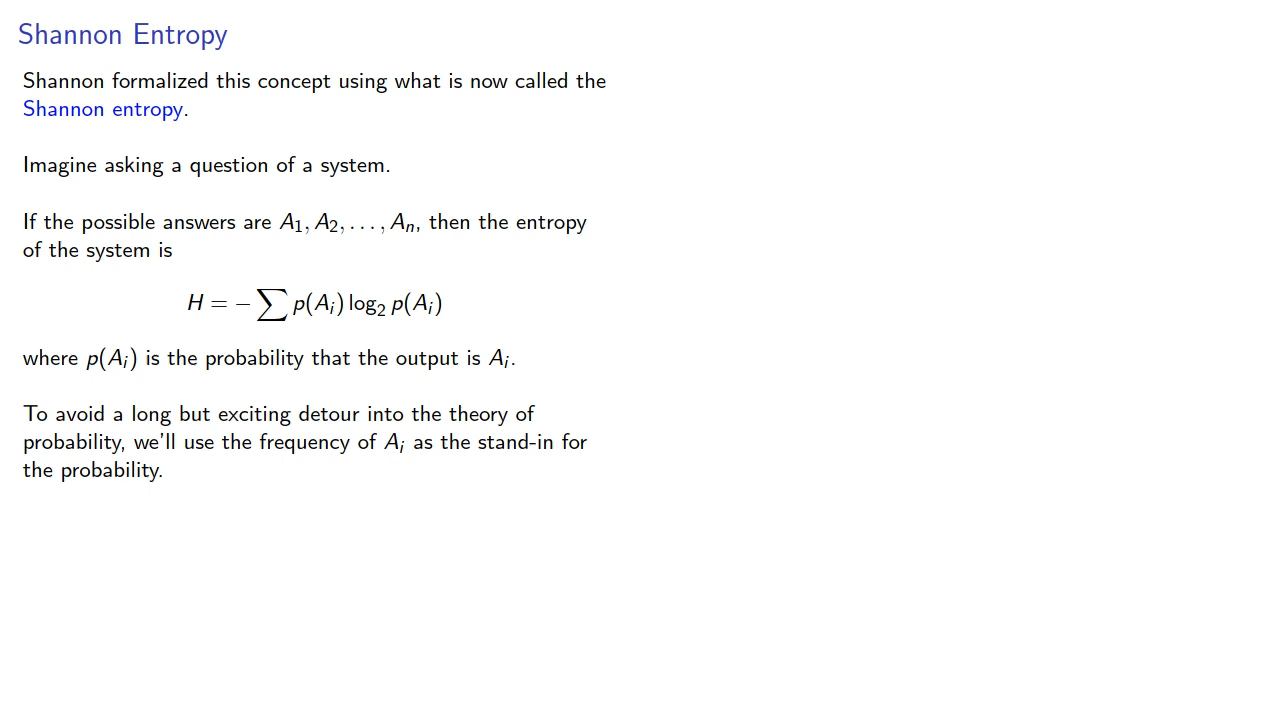 Shannon Entropy
Shannon formalized this concept using what is now called the
Shannon entropy.
Imagine asking a question of a system.
If the possible answers are A₁, A₂, . . . , Aₙ, then the entropy
of the system is
H = − ∑ p(Aᵢ) log₂ p(Aᵢ)
where p(Aᵢ) is the probability that the output is Aᵢ.
To avoid a long but exciting detour into the theory of
probability, we'll use the frequency of Aᵢ as the stand-in for
the probability.